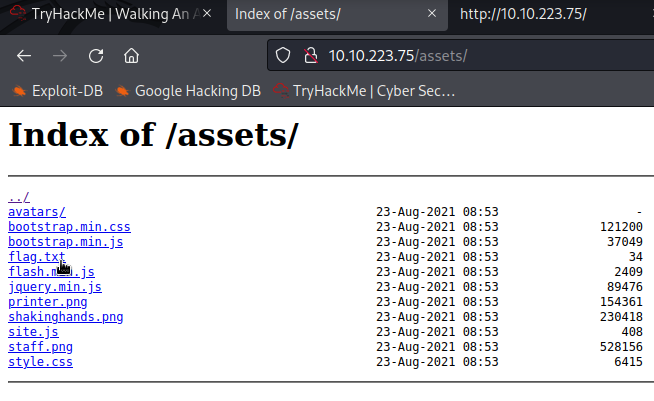 TryHackMe | Walking An A
Index of /assets/
http://10.10.223.75/
10.10.223.75/assets/
Exploit-DB Google Hacking DB TryHackMe | Cyber Sec…
Index of /assets/
../
avatars/ 23-Aug-2021 08:53 -
bootstrap.min.css 23-Aug-2021 08:53 121200
bootstrap.min.js 23-Aug-2021 08:53 37049
flag.txt 23-Aug-2021 08:53 34
flash.min.js 23-Aug-2021 08:53 2409
jquery.min.js 23-Aug-2021 08:53 89476
printer.png 23-Aug-2021 08:53 154361
shakinghands.png 23-Aug-2021 08:53 230418
site.js 23-Aug-2021 08:53 408
staff.png 23-Aug-2021 08:53 528156
style.css 23-Aug-2021 08:53 6415